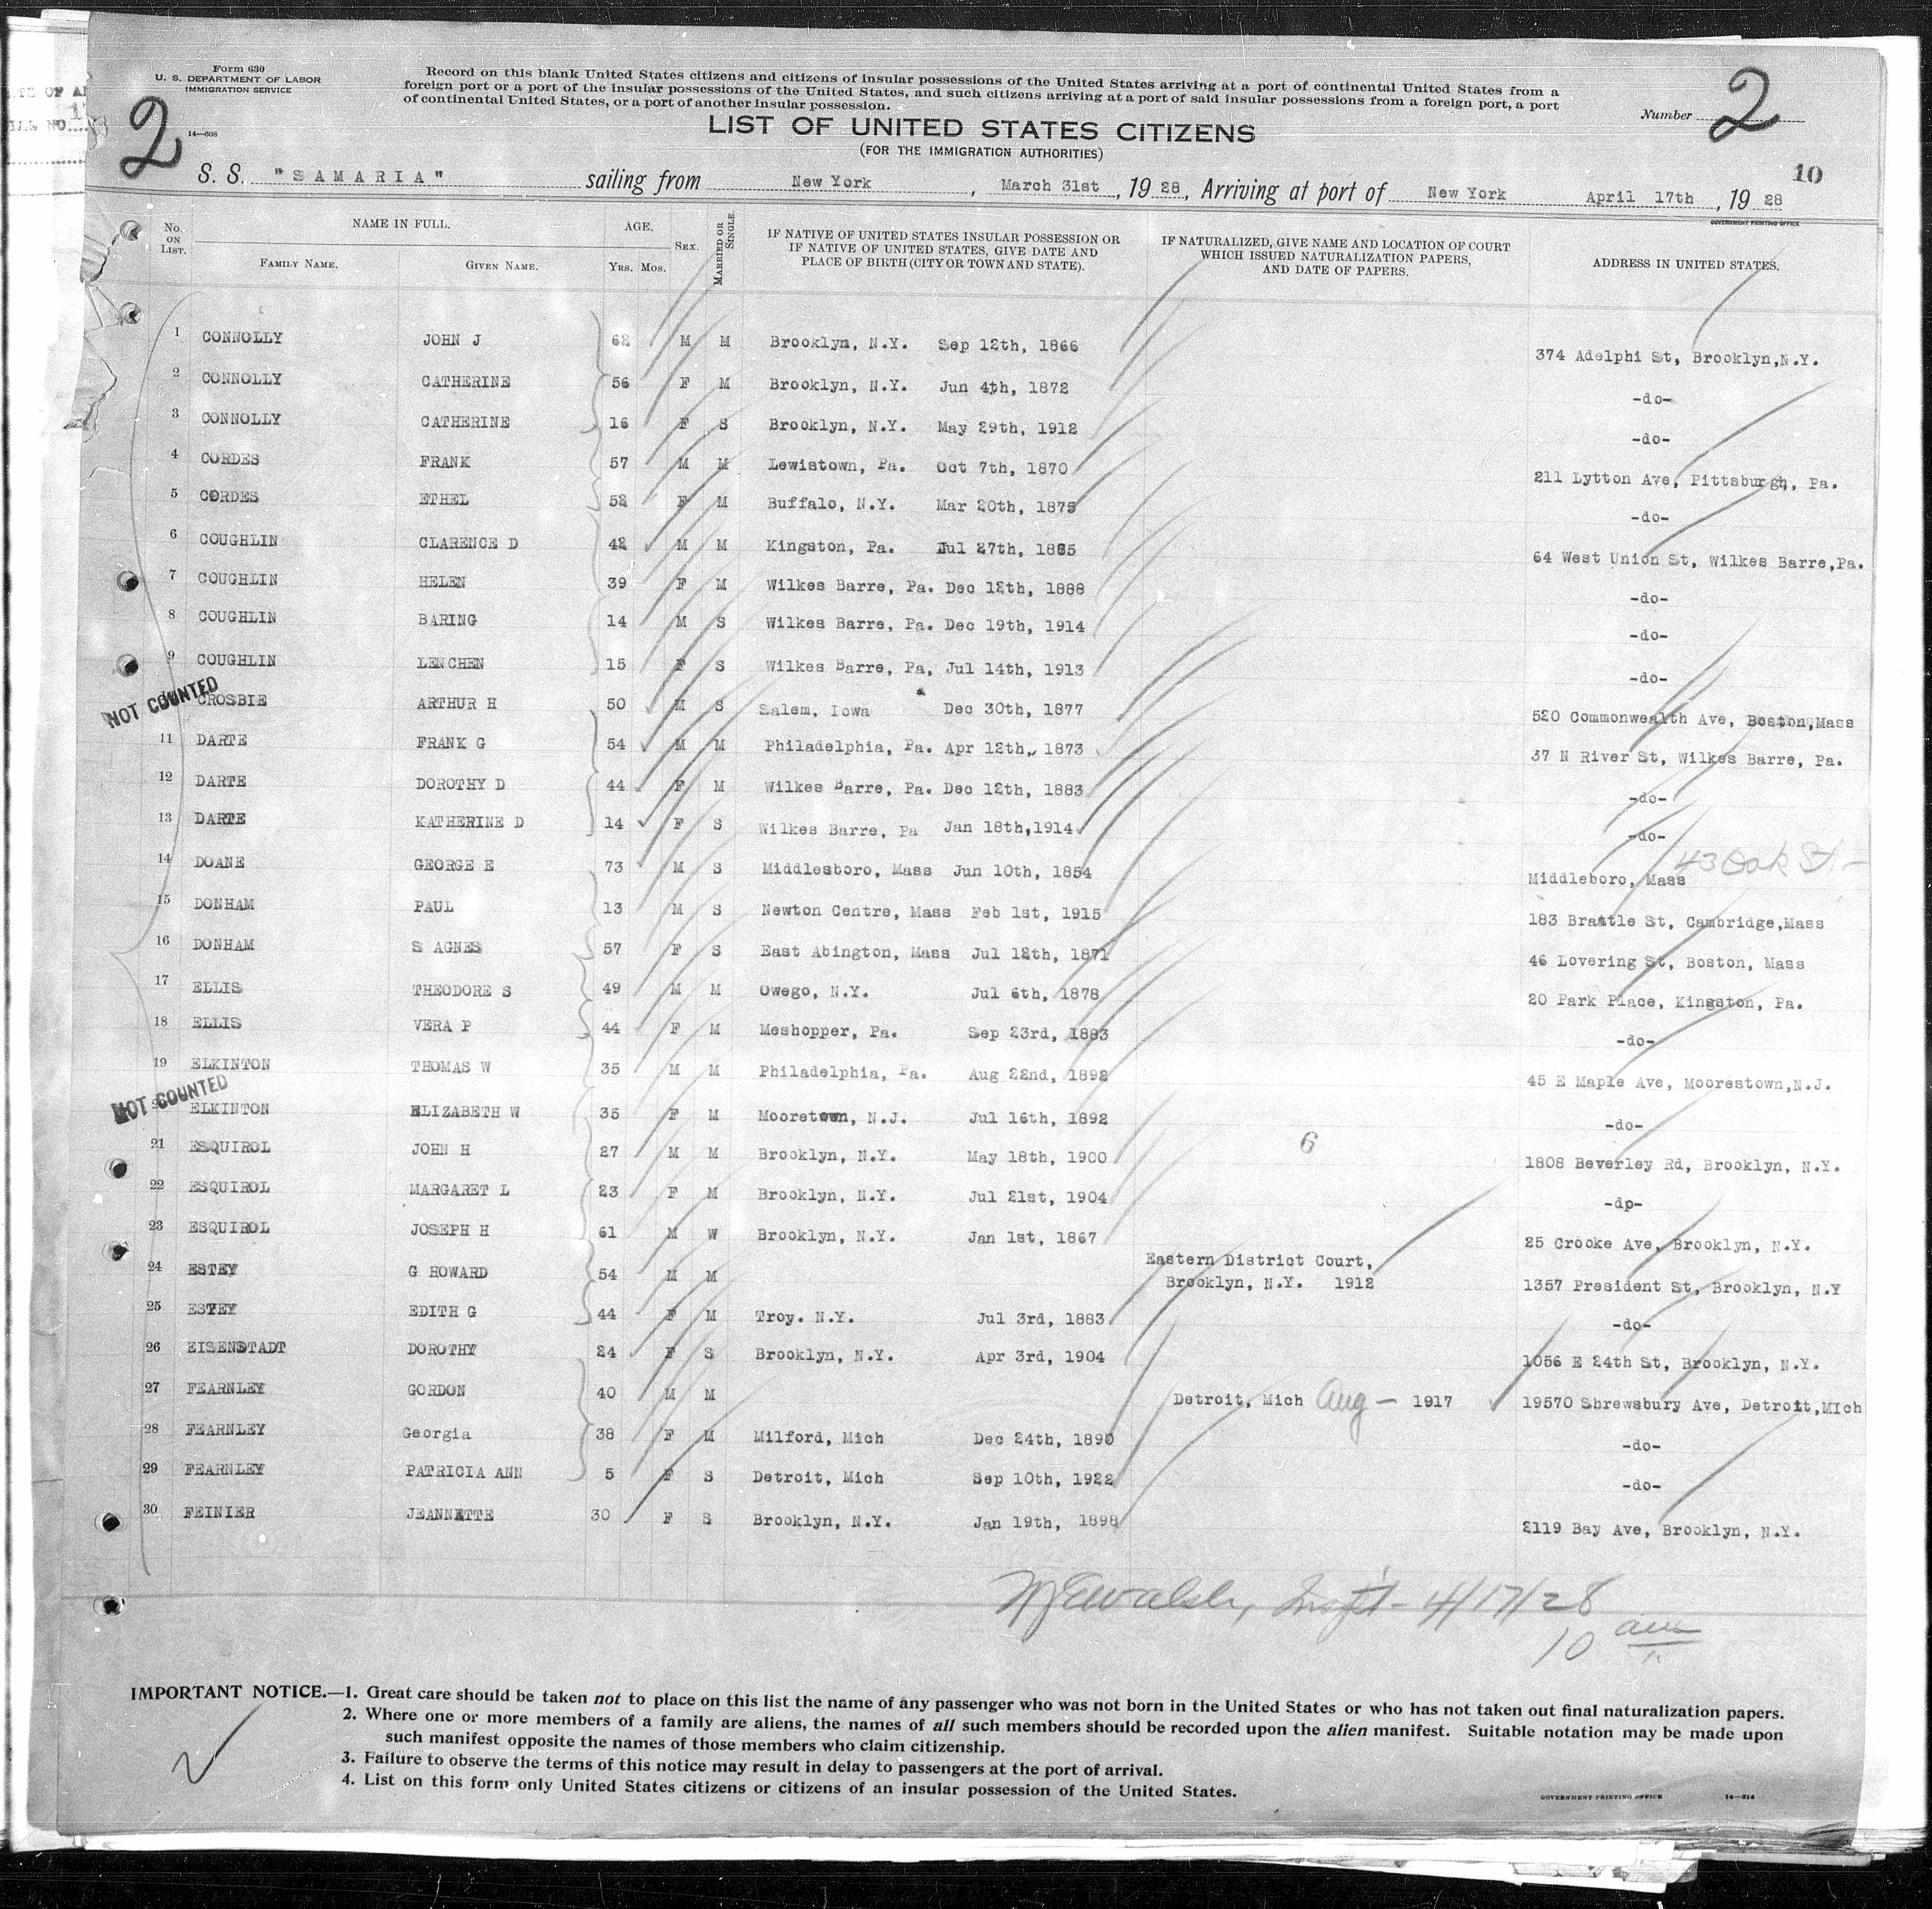 Form 630
U. S. DEPARTMENT OF LABOR
IMMIGRATION SERVICE
14—608
2
Record on this blank United States citizens and citizens of insular possessions of the United States arriving at a port of continental United States from a
foreign port or a port of the insular possessions of the United States, and such citizens arriving at a port of said insular possessions from a foreign port, a port
of continental United States, or a port of another insular possession.
Number 2
LIST OF UNITED STATES CITIZENS
(FOR THE IMMIGRATION AUTHORITIES)
10
S. S. "SAMARIA" sailing from New York, March 31st, 1928, Arriving at port of New York April 17th, 1928
GOVERNMENT PRINTING OFFICE
No. ON LIST. NAME IN FULL. FAMILY NAME. GIVEN NAME. AGE. Yrs. Mos. SEX. MARRIED OR SINGLE. IF NATIVE OF UNITED STATES INSULAR POSSESSION OR IF NATIVE OF UNITED STATES, GIVE DATE AND PLACE OF BIRTH (CITY OR TOWN AND STATE). IF NATURALIZED, GIVE NAME AND LOCATION OF COURT WHICH ISSUED NATURALIZATION PAPERS, AND DATE OF PAPERS. ADDRESS IN UNITED STATES.
1 CONNOLLY JOHN J 62 M M Brooklyn, N.Y. Sep 12th, 1866 374 Adelphi St, Brooklyn,N.Y.
2 CONNOLLY CATHERINE 56 F M Brooklyn, N.Y. Jun 4th, 1872 -do-
3 CONNOLLY CATHERINE 16 F S Brooklyn, N.Y. May 29th, 1912 -do-
4 CORDES FRANK 57 M M Lewistown, Pa. Oct 7th, 1870 211 Lytton Ave, Pittsburgh, Pa.
5 CORDES ETHEL 52 F M Buffalo, N.Y. Mar 20th, 1875 -do-
6 COUGHLIN CLARENCE D 42 M M Kingston, Pa. Jul 27th, 1885 64 West Union St, Wilkes Barre,Pa.
7 COUGHLIN HELEN 39 F M Wilkes Barre, Pa. Dec 12th, 1888 -do-
8 COUGHLIN BARING 14 M S Wilkes Barre, Pa. Dec 19th, 1914 -do-
9 COUGHLIN LENCHEN 15 F S Wilkes Barre, Pa, Jul 14th, 1913 -do-
NOT COUNTED CROSBIE ARTHUR H 50 M S Salem, Iowa Dec 30th, 1877 520 Commonwealth Ave, Boston,Mass
11 DARTE FRANK G 54 M M Philadelphia, Pa. Apr 12th, 1873 37 N River St, Wilkes Barre, Pa.
12 DARTE DOROTHY D 44 F M Wilkes Barre, Pa. Dec 12th, 1883 -do-
13 DARTE KATHERINE D 14 F S Wilkes Barre, Pa Jan 18th,1914 -do-
14 DOANE GEORGE E 73 M S Middlesboro, Mass Jun 10th, 1854 Middleboro, Mass 43 Oak St-
15 DONHAM PAUL 13 M S Newton Centre, Mass Feb 1st, 1915 183 Brattle St, Cambridge,Mass
16 DONHAM S AGNES 57 F S East Abington, Mass Jul 12th, 1871 46 Lovering St, Boston, Mass
17 ELLIS THEODORE S 49 M M Owego, N.Y. Jul 6th, 1878 20 Park Place, Kingston, Pa.
18 ELLIS VERA P 44 F M Meshopper, Pa. Sep 23rd, 1883 -do-
19 ELKINTON THOMAS W 35 M M Philadelphia, Pa. Aug 22nd, 1892 45 E Maple Ave, Moorestown,N.J.
NOT COUNTED ELKINTON ELIZABETH W 35 F M Mooretown, N.J. Jul 16th, 1892 -do-
6
21 ESQUIROL JOHN H 27 M M Brooklyn, N.Y. May 18th, 1900 1808 Beverley Rd, Brooklyn, N.Y.
22 ESQUIROL MARGARET L 23 F M Brooklyn, N.Y. Jul 21st, 1904 -dp-
23 ESQUIROL JOSEPH H 61 M W Brooklyn, N.Y. Jan 1st, 1867 25 Crooke Ave, Brooklyn, N.Y.
24 ESTEY G HOWARD 54 M M Eastern District Court, Brooklyn, N.Y. 1912 1357 President St, Brooklyn, N.Y
25 ESTEY EDITH G 44 F M Troy. N.Y. Jul 3rd, 1883 -do-
26 EISENSTADT DOROTHY 24 F S Brooklyn, N.Y. Apr 3rd, 1904 1056 E 24th St, Brooklyn, N.Y.
27 FEARNLEY GORDON 40 M M Detroit, Mich Aug - 1917 19570 Shrewsbury Ave, Detroit,MIch
28 FEARNLEY Georgia 38 F M Milford, Mich Dec 24th, 1890 -do-
29 FEARNLEY PATRICIA ANN 5 F S Detroit, Mich Sep 10th, 1922 -do-
30 FEINIER JEANNETTE 30 F S Brooklyn, N.Y. Jan 19th, 1898 2119 Bay Ave, Brooklyn, N.Y.
Walsh, 4/17/28
10 am
IMPORTANT NOTICE.—1. Great care should be taken not to place on this list the name of any passenger who was not born in the United States or who has not taken out final naturalization papers.
2. Where one or more members of a family are aliens, the names of all such members should be recorded upon the alien manifest. Suitable notation may be made upon
such manifest opposite the names of those members who claim citizenship.
3. Failure to observe the terms of this notice may result in delay to passengers at the port of arrival.
4. List on this form only United States citizens or citizens of an insular possession of the United States.
GOVERNMENT PRINTING OFFICE 14—214